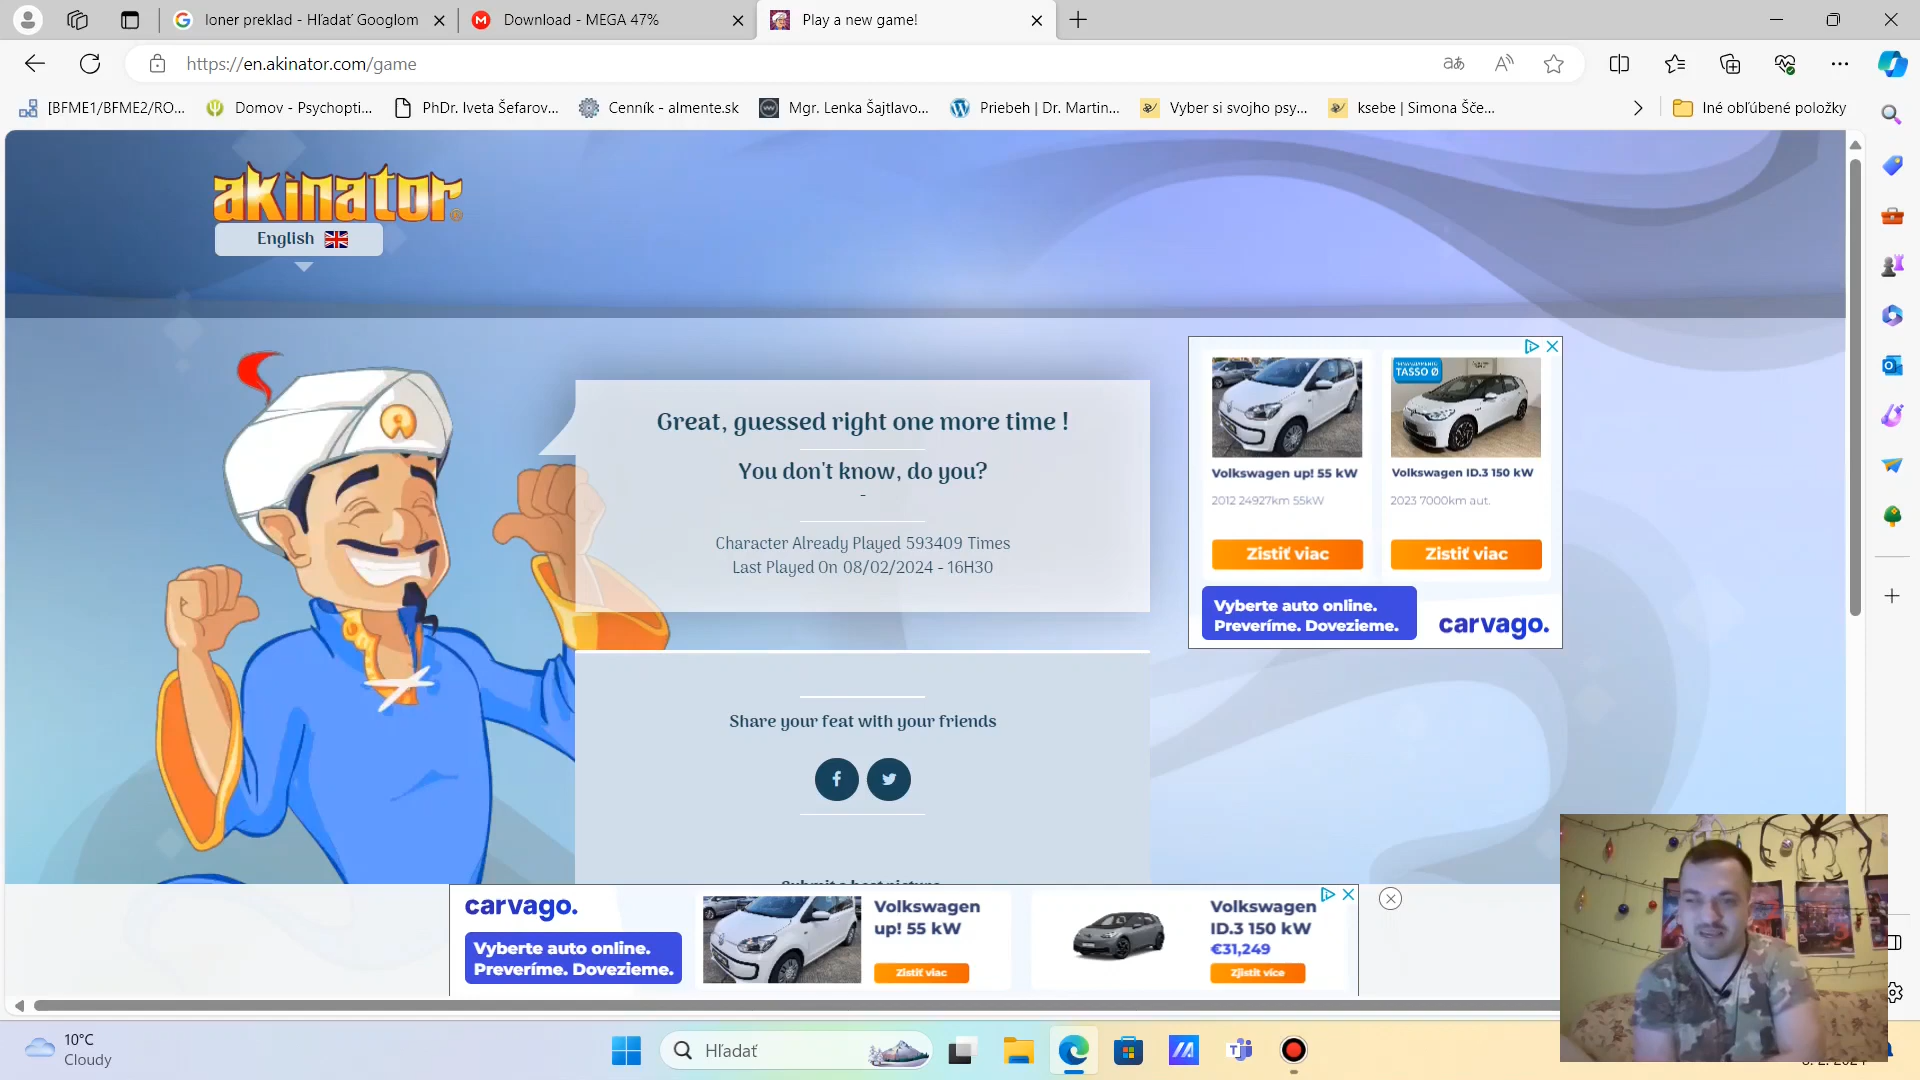 loner preklad - Hľadať Googlom
Download - MEGA 47%
Play a new game!
https://en.akinator.com/game
[BFME1/BFME2/RO...
Domov - Psychopti...
PhDr. Iveta Šefarov...
Cenník - almente.sk
Mgr. Lenka Šajtlavo...
Priebeh | Dr. Martin...
Vyber si svojho psy...
ksebe | Simona Šče...
Iné obľúbené položky
akinator
English
Great, guessed right one more time !
You don't know, do you?
-
Character Already Played 593409 Times
Last Played On 08/02/2024 - 16H30
Share your feat with your friends
TASSO Ø
Volkswagen up! 55 kW
2012 24927km 55kW
Zistiť viac
Volkswagen ID.3 150 kW
2023 7000km aut.
Zistiť viac
Vyberte auto online.
Preveríme. Dovezieme.
carvago.
carvago.
Vyberte auto online.
Preveríme. Dovezieme.
Volkswagen
up! 55 kW
Zistiť viac
Volkswagen
ID.3 150 kW
€31,249
Zjistit více
10°C
Cloudy
Hľadať